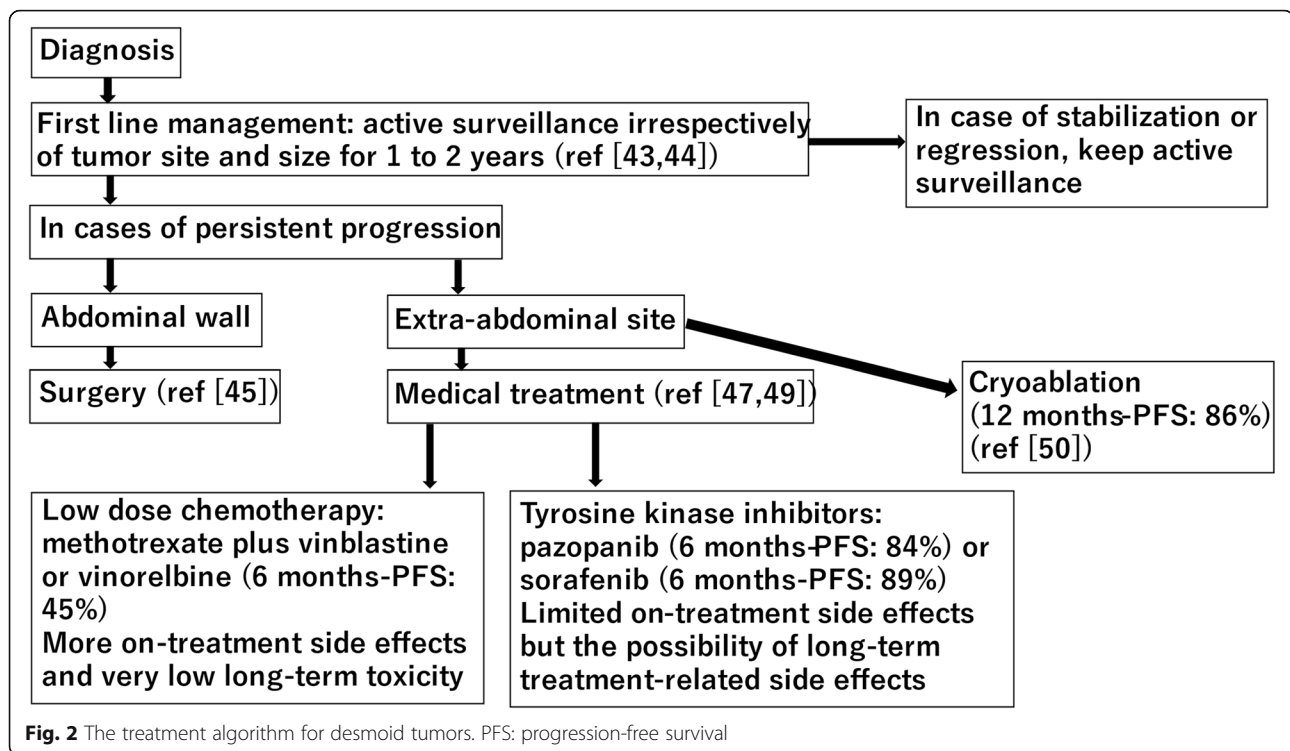 Diagnosis
First line management: active surveillance irrespectively
of tumor site and size for 1 to 2 years (ref [43,44])
In case of stabilization or
regression, keep active
surveillance
In cases of persistent progression
Abdominal wall
Extra-abdominal site
Surgery (ref [45])
Medical treatment (ref [47,49])
Cryoablation
(12 months-PFS: 86%)
(ref [50])
Low dose chemotherapy:
methotrexate plus vinblastine
or vinorelbine (6 months-PFS:
45%)
More on-treatment side effects
and very low long-term toxicity
Tyrosine kinase inhibitors:
pazopanib (6 months-PFS: 84%) or
sorafenib (6 months-PFS: 89%)
Limited on-treatment side effects
but the possibility of long-term
treatment-related side effects
Fig. 2 The treatment algorithm for desmoid tumors. PFS: progression-free survival